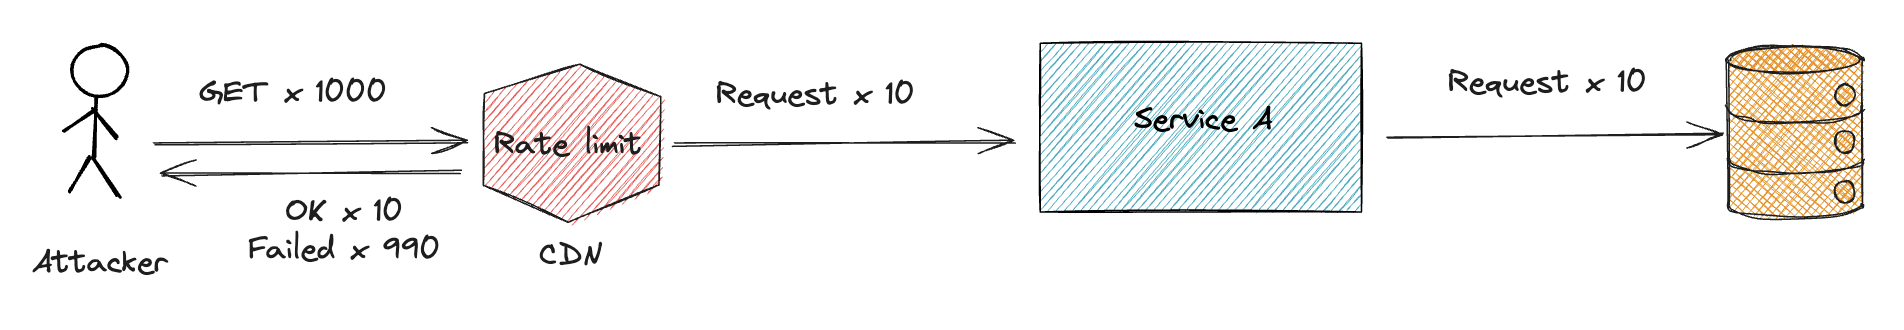 GET x 1000
Rate limit
Request x 10
Service A
Request x 10
OK x 10
Failed x 990
Attacker
CDN